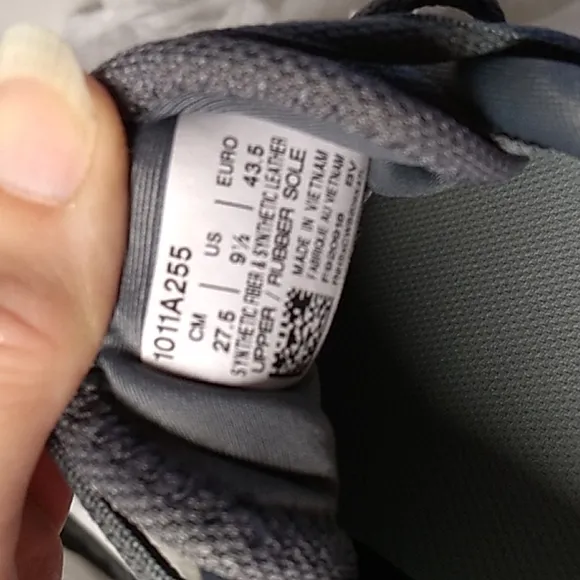 1011A255
CM US EURO
27.5 9½ 43.5
SYNTHETIC FIBER & SYNTHETIC LEATHER
UPPER / RUBBER SOLE
MADE IN VIETNAM
FABRIQUE AU VIETNAM
BV